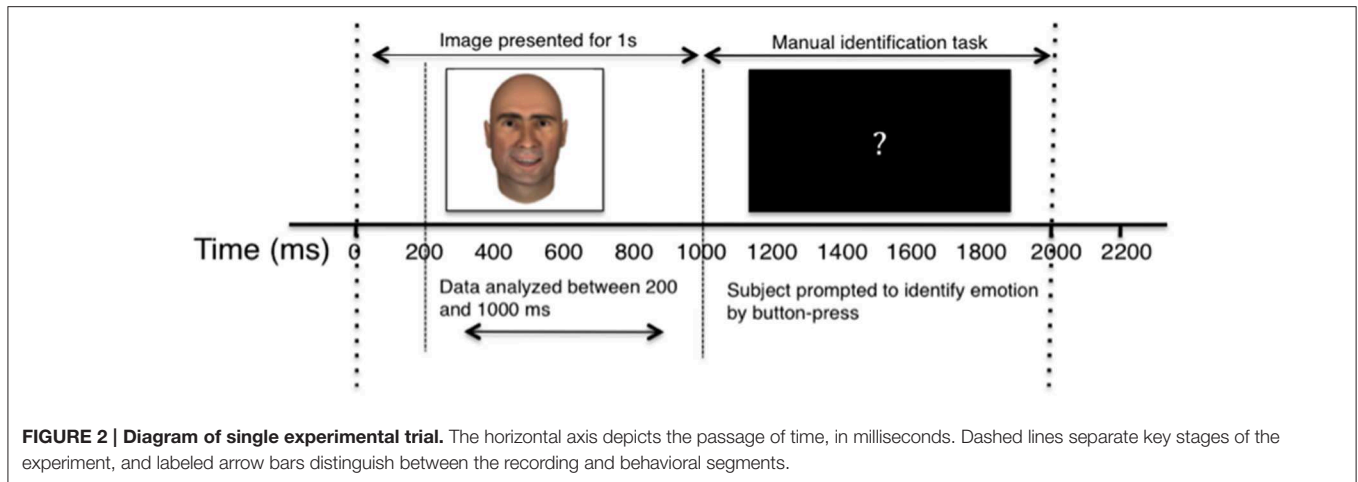 Image presented for 1s
Manual identification task
?
Time (ms) 0 200 400 600 800 1000 1200 1400 1600 1800 2000 2200
Data analyzed between 200
and 1000 ms
Subject prompted to identify emotion
by button-press
FIGURE 2 | Diagram of single experimental trial. The horizontal axis depicts the passage of time, in milliseconds. Dashed lines separate key stages of the
experiment, and labeled arrow bars distinguish between the recording and behavioral segments.